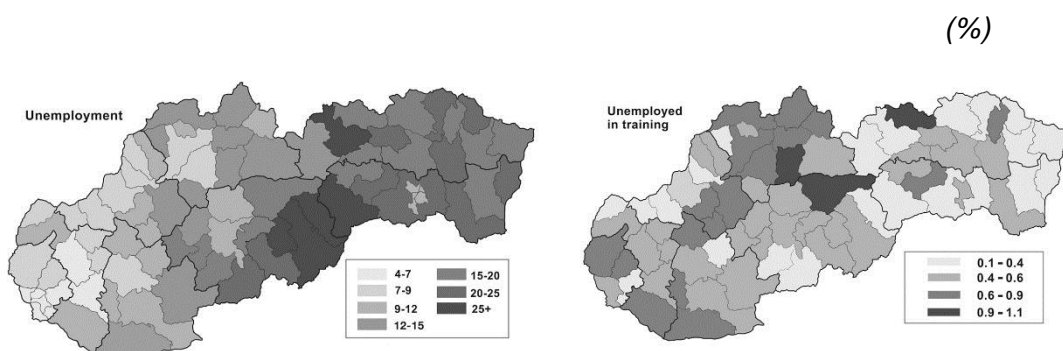 (%)
Unemployment
4-7
7-9
9-12
12-15
15-20
20-25
25+
Unemployed
in training
0.1 – 0.4
0.4 – 0.6
0.6 – 0.9
0.9 – 1.1